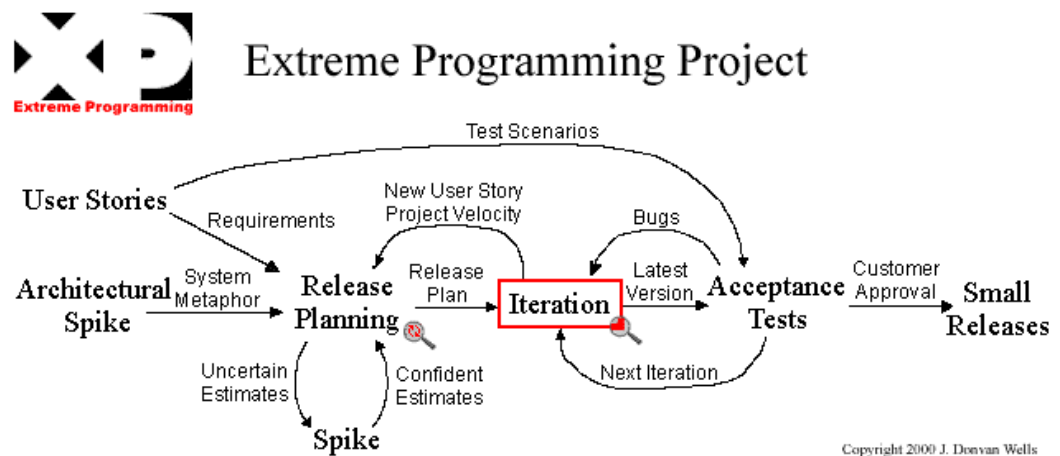 XP
Extreme Programming
Extreme Programming Project
Test Scenarios
User Stories
Requirements
New User Story
Project Velocity
Bugs
Architectural
Spike
System
Metaphor
Release
Planning
Release
Plan
Iteration
Latest
Version
Acceptance
Tests
Customer
Approval
Small
Releases
Uncertain
Estimates
Confident
Estimates
Next Iteration
Spike
Copyright 2000 J. Donvan Wells